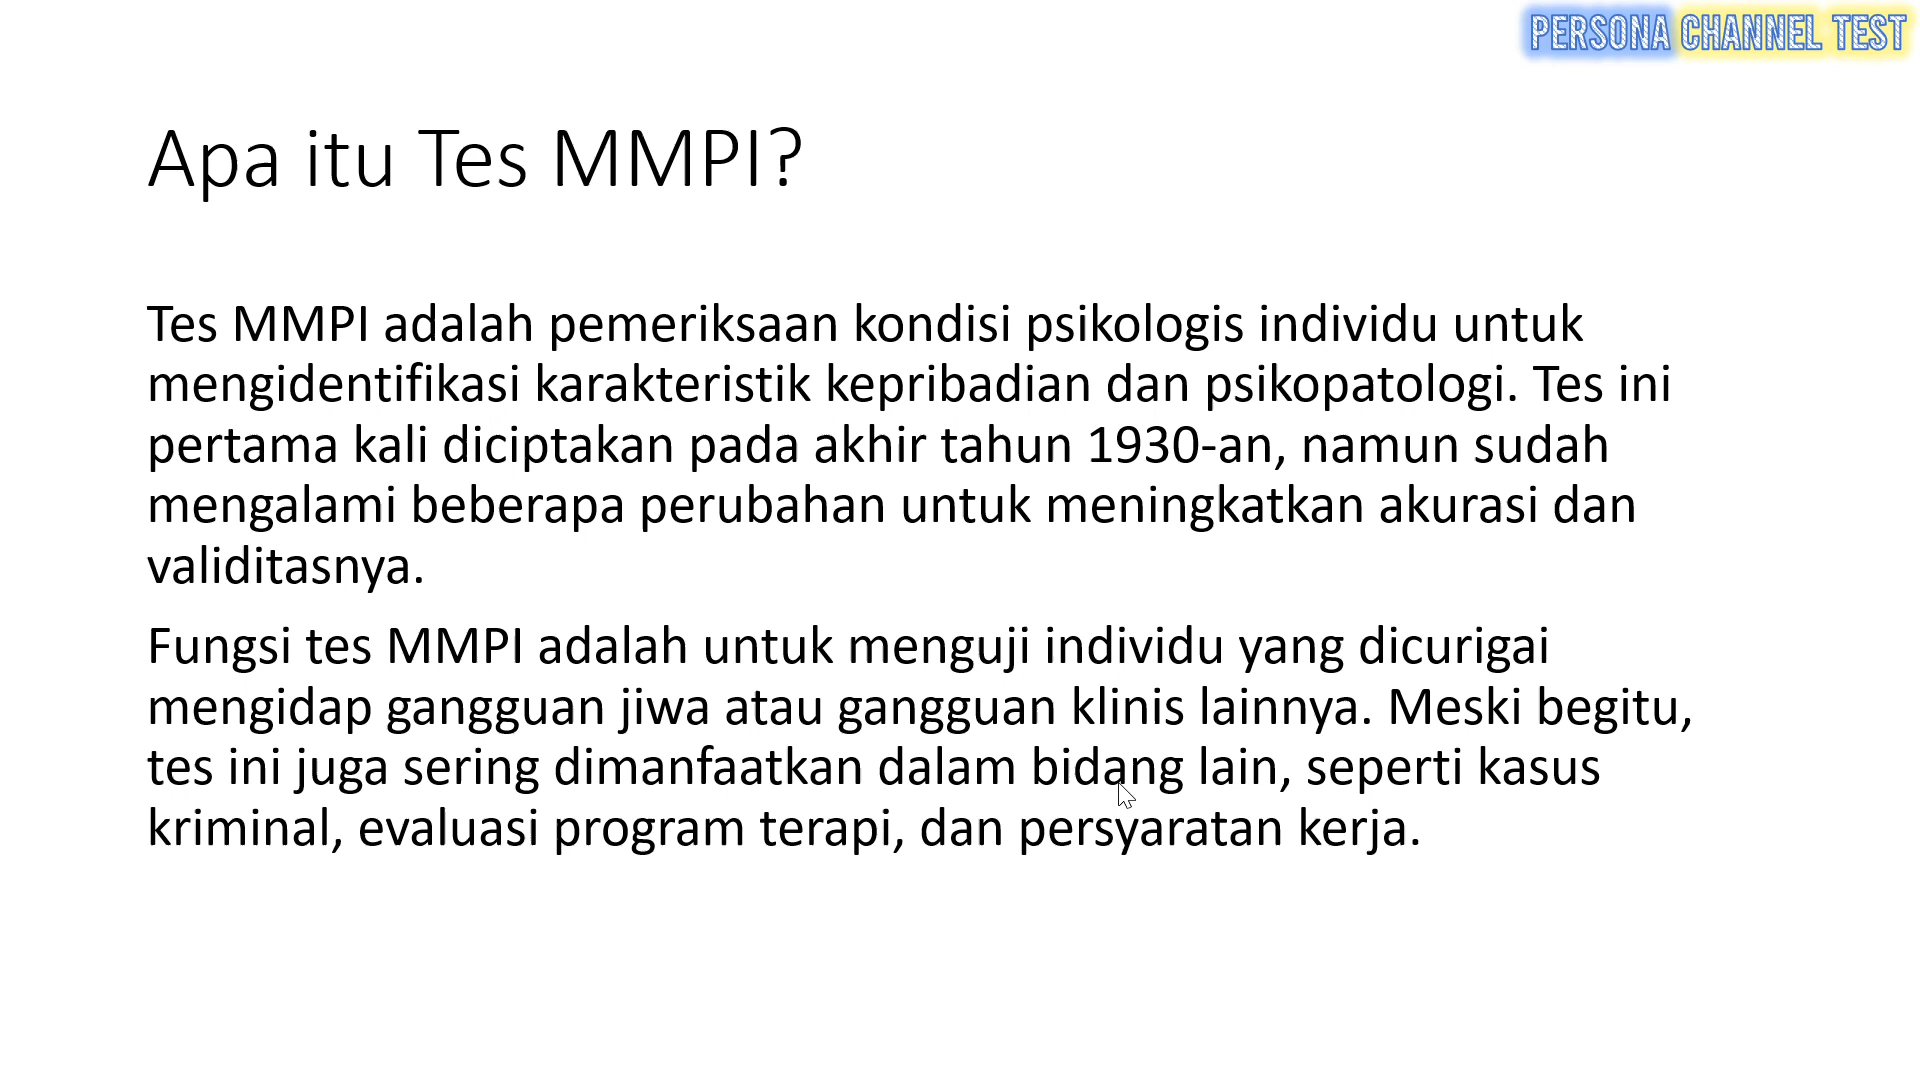 PERSONA CHANNEL TEST
Apa itu Tes MMPI?
Tes MMPI adalah pemeriksaan kondisi psikologis individu untuk
mengidentifikasi karakteristik kepribadian dan psikopatologi. Tes ini
pertama kali diciptakan pada akhir tahun 1930-an, namun sudah
mengalami beberapa perubahan untuk meningkatkan akurasi dan
validitasnya.
Fungsi tes MMPI adalah untuk menguji individu yang dicurigai
mengidap gangguan jiwa atau gangguan klinis lainnya. Meski begitu,
tes ini juga sering dimanfaatkan dalam bidang lain, seperti kasus
kriminal, evaluasi program terapi, dan persyaratan kerja.